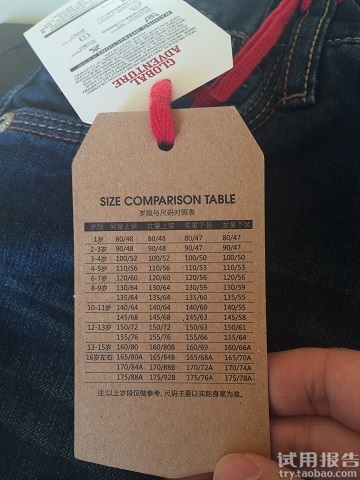 GLOBAL
ADVENTURE
SIZE COMPARISON TABLE
岁段与尺码对照表
岁段 男童上装 女童上装 男童下装 女童下装
1岁 80/48 80/48 80/47 80/47
2-3岁 90/48 90/48 90/47 90/47
3-4岁 100/52 100/52 100/50 100/50
4-5岁 110/56 110/56 110/53 110/53
6-7岁 120/60 120/60 120/56 120/56
8-9岁 130/64 130/64 130/59 130/59
135/64 135/64 135/59
10-11岁 140/68 140/64 140/60
145/68 145/68 145/63 145/58
12-13岁 150/72 150/72 150/63 150/61
155/76 155/76 155/66 155/64
13-15岁 160/80 160/80B 160/69 160/66A
16岁左右 165/80A 165/84B 165/68A 165/70A
170/84A 170/88B 170/72A 170/74A
175/88A 175/92B 175/76A 175/78A
注:以上岁段仅做参考,尺码主要以实际身高为准.
试用报告
try.taobao.com